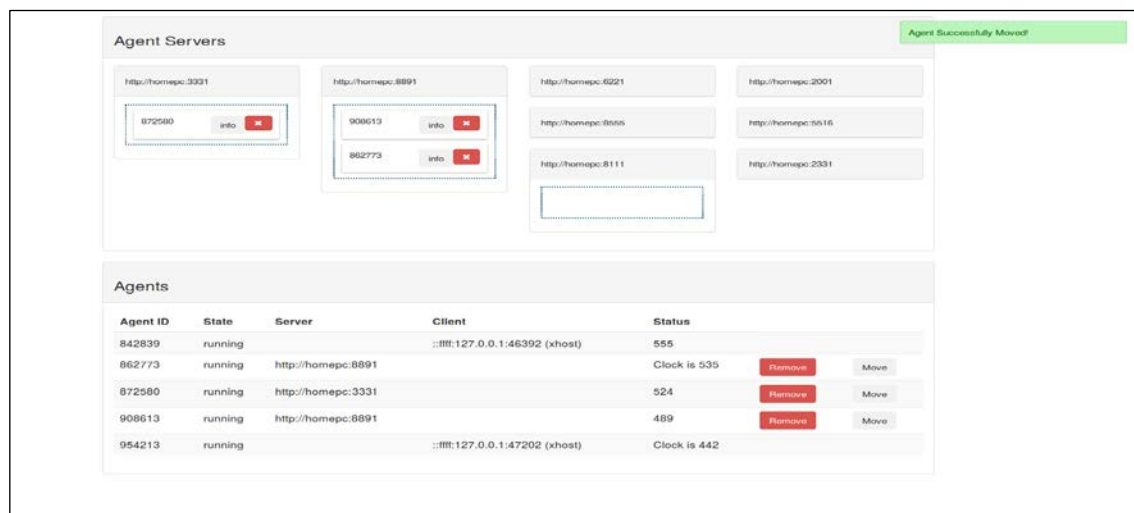 Agent Successfully Moved!
Agent Servers
http://homepc:3331
872580 info ✖
http://homepc:8891
908613 info ✖
862773 info ✖
http://homepc:6221
http://homepc:8555
http://homepc:8111
http://homepc:2001
http://homepc:5516
http://homepc:2331
Agents
Agent ID State Server Client Status
842839 running ::ffff:127.0.0.1:46392 (xhost) 555
862773 running http://homepc:8891 Clock is 535 Remove Move
872580 running http://homepc:3331 524 Remove Move
908613 running http://homepc:8891 489 Remove Move
954213 running ::ffff:127.0.0.1:47202 (xhost) Clock is 442